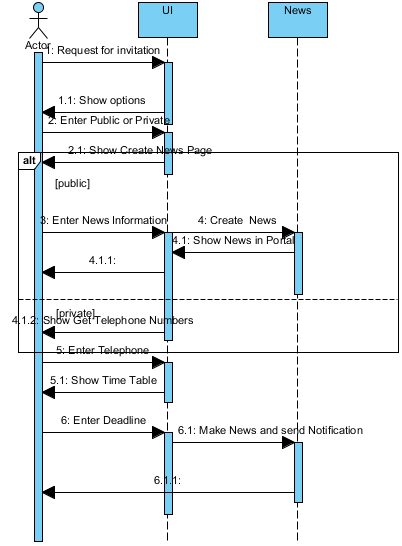 UI
News
Actor
1: Request for invitation
1.1: Show options
2: Enter Public or Private
2.1: Show Create News Page
alt
[public]
3: Enter News Information
4: Create News
4.1: Show News in Portal
4.1.1:
[private]
4.1.2: Show Get Telephone Numbers
5: Enter Telephone
5.1: Show Time Table
6: Enter Deadline
6.1: Make News and send Notification
6.1.1: